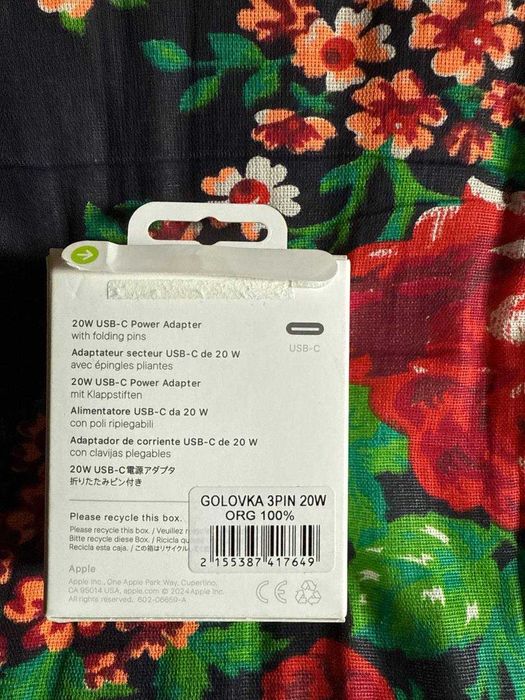 20W USB-C Power Adapter
with folding pins
USB-C
Adaptateur secteur USB-C de 20 W
avec épingles pliantes
20W USB-C Power Adapter
mit Klappstiften
Alimentatore USB-C da 20 W
con poli ripiegabili
Adaptador de corriente USB-C de 20 W
con clavijas plegables
20W USB-C電源アダプタ
折りたたみピン付き
GOLOVKA 3PIN 20W
ORG 100%
2 155387 417649
Please recycle this box.
Please recycle this box. / Veuillez
Bitte recycle diese Box. / Ricicla
Recicla esta caja. / この箱はリサイクル
Apple
Apple Inc., One Apple Park Way, Cupertino,
CA 95014 USA, apple.com © 2024 Apple Inc.
All rights reserved. 602-06659-A
CE